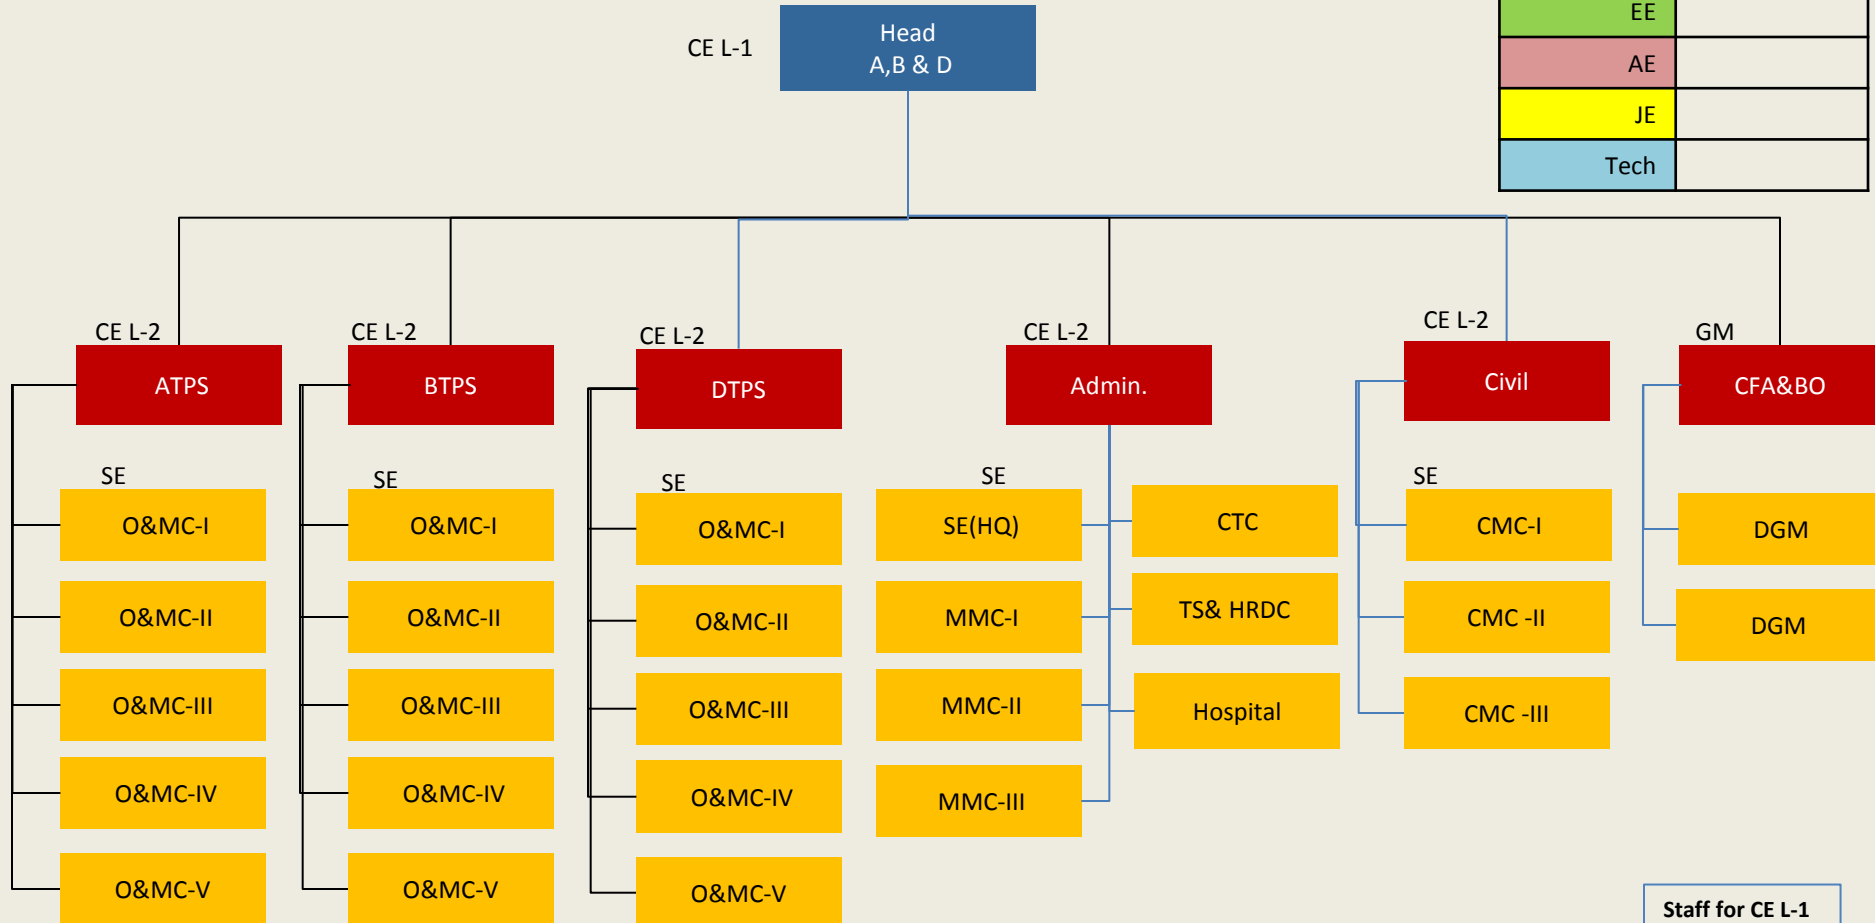 CE L-1
Head
A,B & D
EE
AE
JE
Tech
CE L-2
CE L-2
CE L-2
CE L-2
CE L-2
GM
ATPS
BTPS
DTPS
Admin.
Civil
CFA&BO
SE
SE
SE
SE
SE
O&MC-I
O&MC-I
O&MC-I
SE(HQ)
CTC
CMC-I
DGM
O&MC-II
O&MC-II
O&MC-II
MMC-I
TS& HRDC
CMC -II
DGM
O&MC-III
O&MC-III
O&MC-III
MMC-II
Hospital
CMC -III
O&MC-IV
O&MC-IV
O&MC-IV
MMC-III
O&MC-V
O&MC-V
O&MC-V
Staff for CE L-1